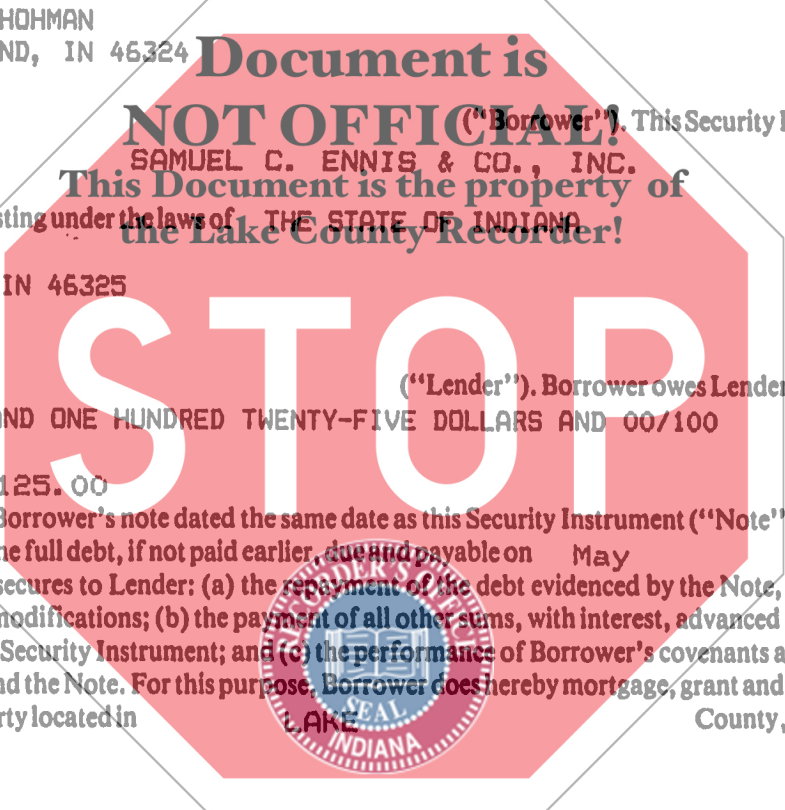 HOHMAN
ND, IN 46324
Document is
NOT OFFICIAL!
("Borrower"). This Security
SAMUEL C. ENNIS & CO., INC.
This Document is the property of
sting under the laws of THE STATE OF INDIANA
the Lake County Recorder!
IN 46325
STOP
("Lender"). Borrower owes Lender
ND ONE HUNDRED TWENTY-FIVE DOLLARS AND 00/100
125.00
Borrower's note dated the same date as this Security Instrument ("Note"
he full debt, if not paid earlier, due and payable on May
secures to Lender: (a) the repayment of the debt evidenced by the Note,
modifications; (b) the payment of all other sums, with interest, advanced
Security Instrument; and (c) the performance of Borrower's covenants a
nd the Note. For this purpose, Borrower does hereby mortgage, grant and
rty located in LAKE County,
RECORDER'S OFFICE
SEAL
INDIANA